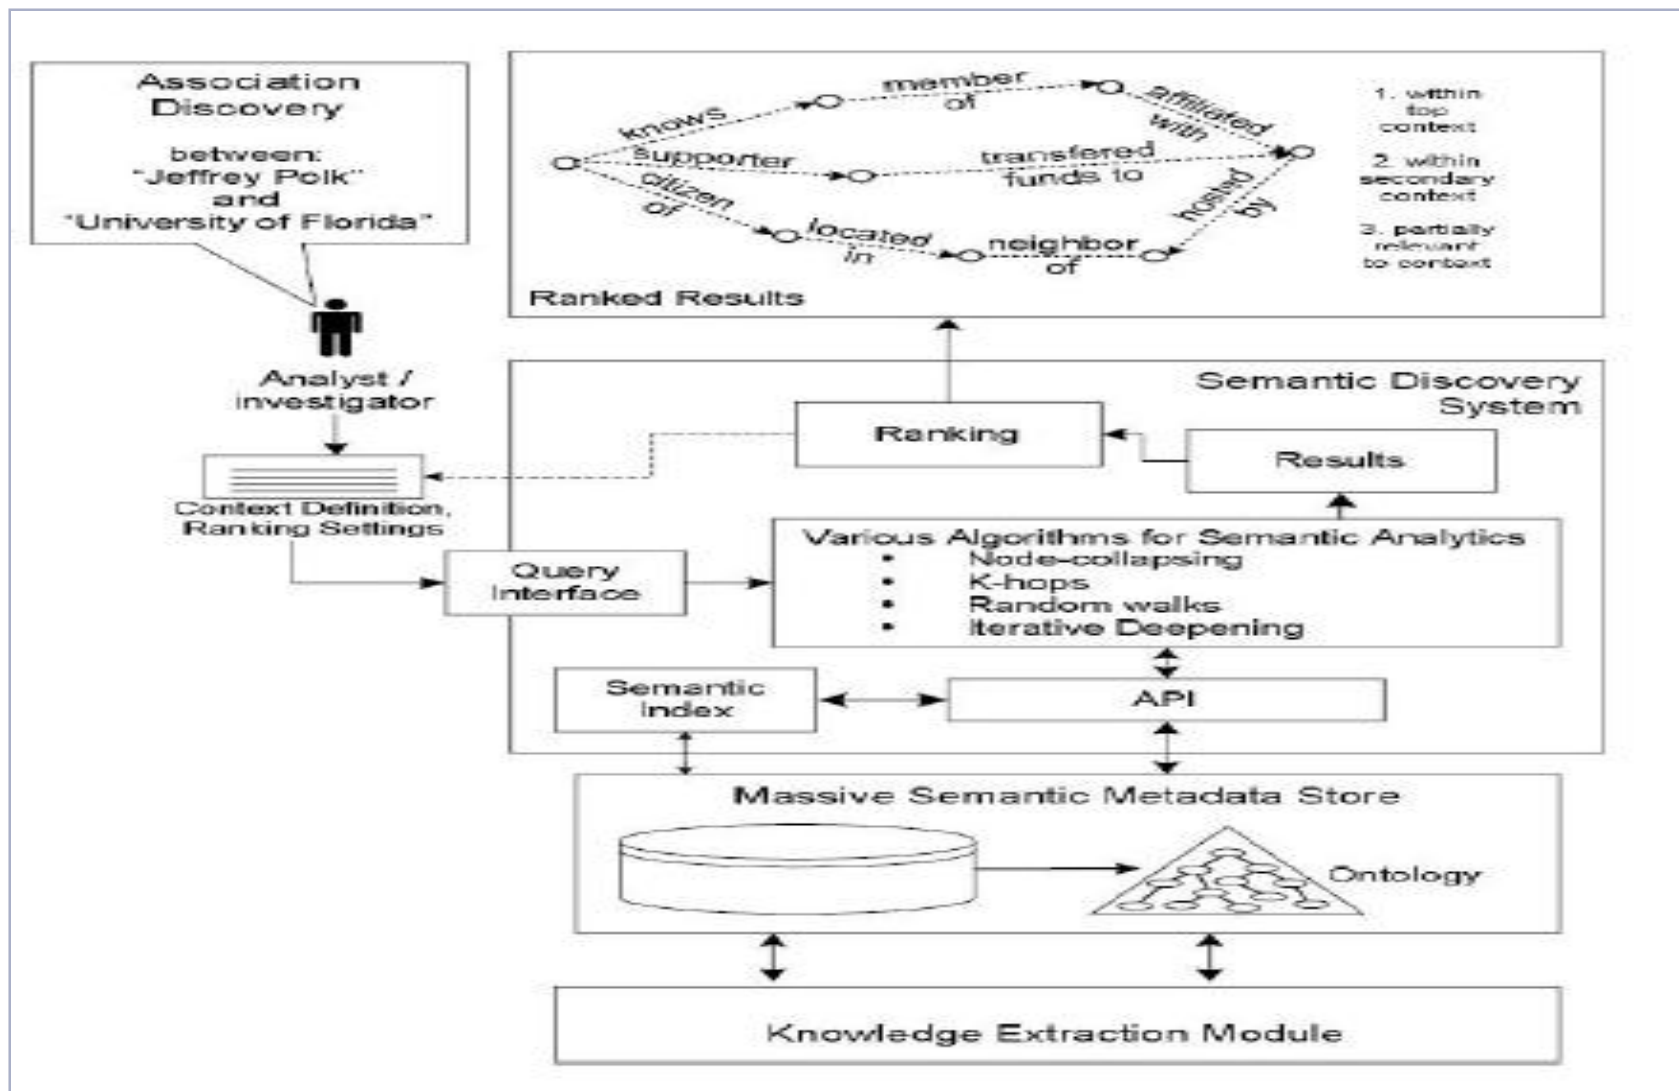 Association
Discovery
between:
"Jeffrey Polk"
and
"University of Florida"
Analyst /
investigator
Context Definition,
Ranking Settings
knows
member
of
affiliated
with
supporter
transfered
funds to
citizen
of
located
in
neighbor
of
hosted
by
1. within
top
context
2. within
secondary
context
3. partially
relevant
to context
Ranked Results
Semantic Discovery
System
Ranking
Results
Various Algorithms for Semantic Analytics
• Node-collapsing
• K-hops
• Random walks
• Iterative Deepening
Query
Interface
Semantic
Index
API
Massive Semantic Metadata Store
Ontology
Knowledge Extraction Module